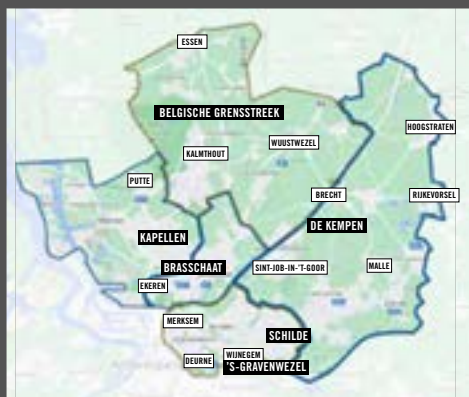 ESSEN
BELGISCHE GRENSSTREEK
WUUSTWEZEL
KALMTHOUT
HOOGSTRATEN
PUTTE
BRECHT
RIJKEVORSEL
DE KEMPEN
KAPELLEN
BRASSCHAAT
SINT-JOB-IN-'T-GOOR
MALLE
EKEREN
MERKSEM
SCHILDE
WIJNEGEM
DEURNE
'S-GRAVENWEZEL